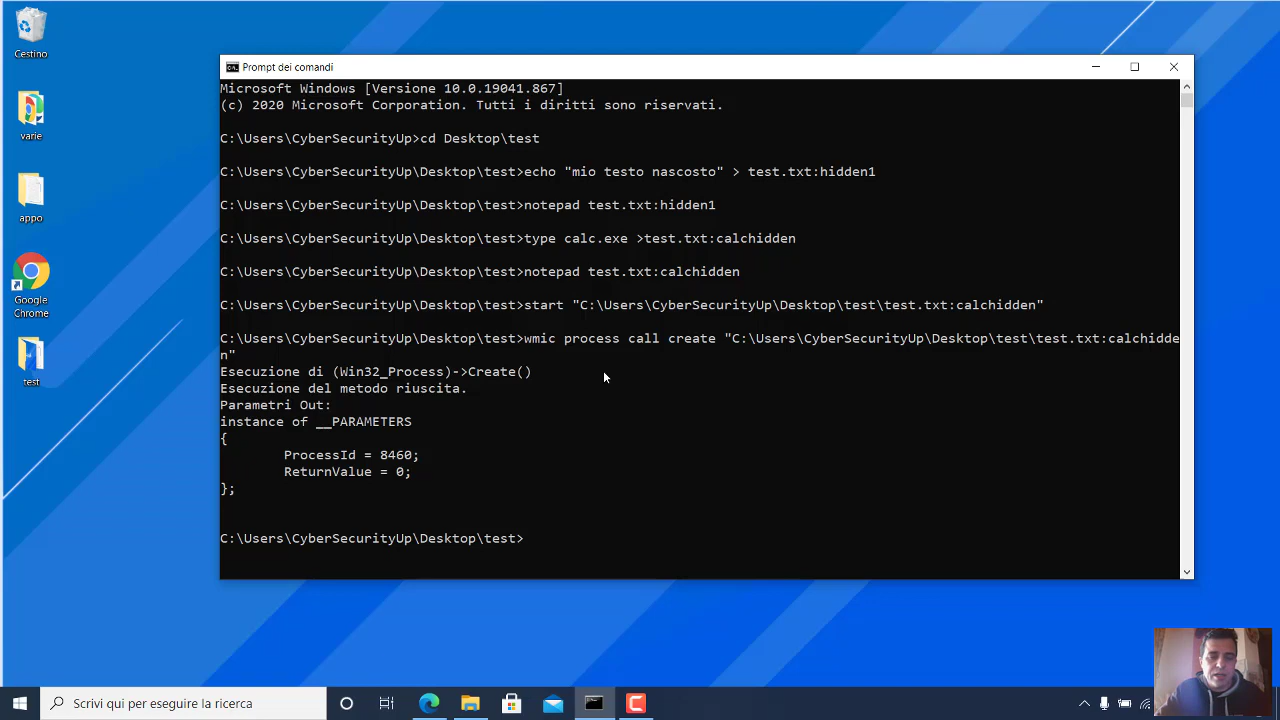 Cestino
varie
appo
Google
Chrome
test
Prompt dei comandi
Microsoft Windows [Versione 10.0.19041.867]
(c) 2020 Microsoft Corporation. Tutti i diritti sono riservati.
C:\Users\CyberSecurityUp>cd Desktop\test
C:\Users\CyberSecurityUp\Desktop\test>echo "mio testo nascosto" > test.txt:hidden1
C:\Users\CyberSecurityUp\Desktop\test>notepad test.txt:hidden1
C:\Users\CyberSecurityUp\Desktop\test>type calc.exe >test.txt:calchidden
C:\Users\CyberSecurityUp\Desktop\test>notepad test.txt:calchidden
C:\Users\CyberSecurityUp\Desktop\test>start "C:\Users\CyberSecurityUp\Desktop\test\test.txt:calchidden"
C:\Users\CyberSecurityUp\Desktop\test>wmic process call create "C:\Users\CyberSecurityUp\Desktop\test\test.txt:calchidde
n"
Esecuzione di (Win32_Process)->Create()
Esecuzione del metodo riuscita.
Parametri Out:
instance of __PARAMETERS
{
        ProcessId = 8460;
        ReturnValue = 0;
};
C:\Users\CyberSecurityUp\Desktop\test>
Scrivi qui per eseguire la ricerca